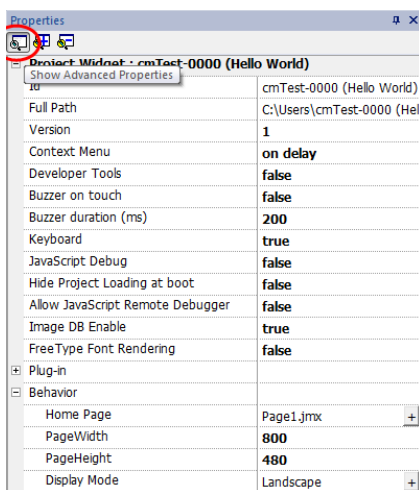 Properties
Project Widget : cmTest-0000 (Hello World)
Show Advanced Properties
Id cmTest-0000 (Hello World)
Full Path C:\Users\cmTest-0000 (Hel
Version 1
Context Menu on delay
Developer Tools false
Buzzer on touch false
Buzzer duration (ms) 200
Keyboard true
JavaScript Debug false
Hide Project Loading at boot false
Allow JavaScript Remote Debugger false
Image DB Enable true
FreeType Font Rendering false
Plug-in
Behavior
Home Page Page1.jmx +
PageWidth 800
PageHeight 480
Display Mode Landscape +